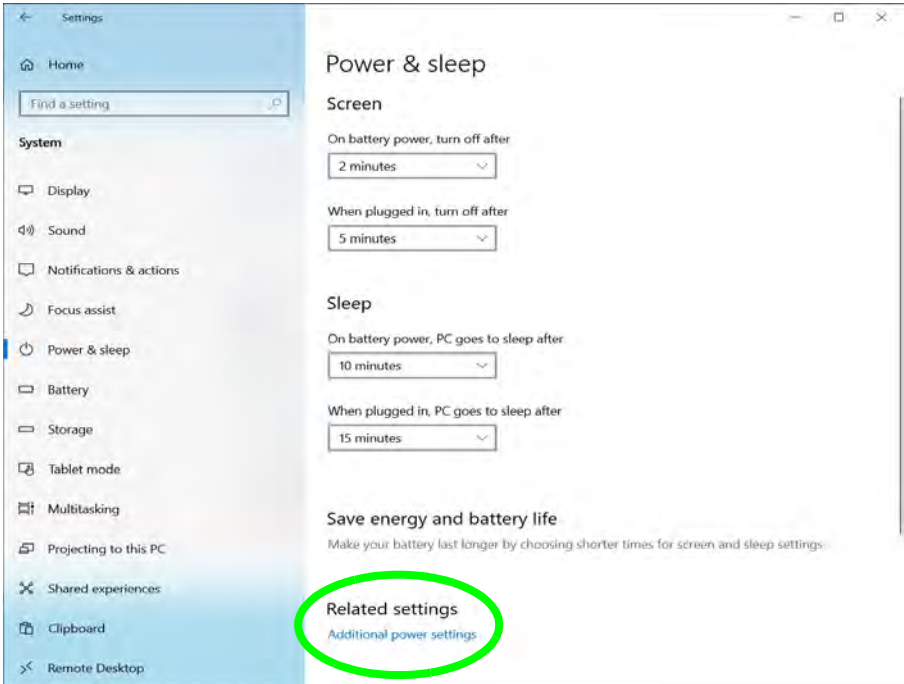 Settings
Home
Find a setting
System
Display
Sound
Notifications & actions
Focus assist
Power & sleep
Battery
Storage
Tablet mode
Multitasking
Projecting to this PC
Shared experiences
Clipboard
Remote Desktop
Power & sleep
Screen
On battery power, turn off after
2 minutes
When plugged in, turn off after
5 minutes
Sleep
On battery power, PC goes to sleep after
10 minutes
When plugged in, PC goes to sleep after
15 minutes
Save energy and battery life
Make your battery last longer by choosing shorter times for screen and sleep settings
Related settings
Additional power settings